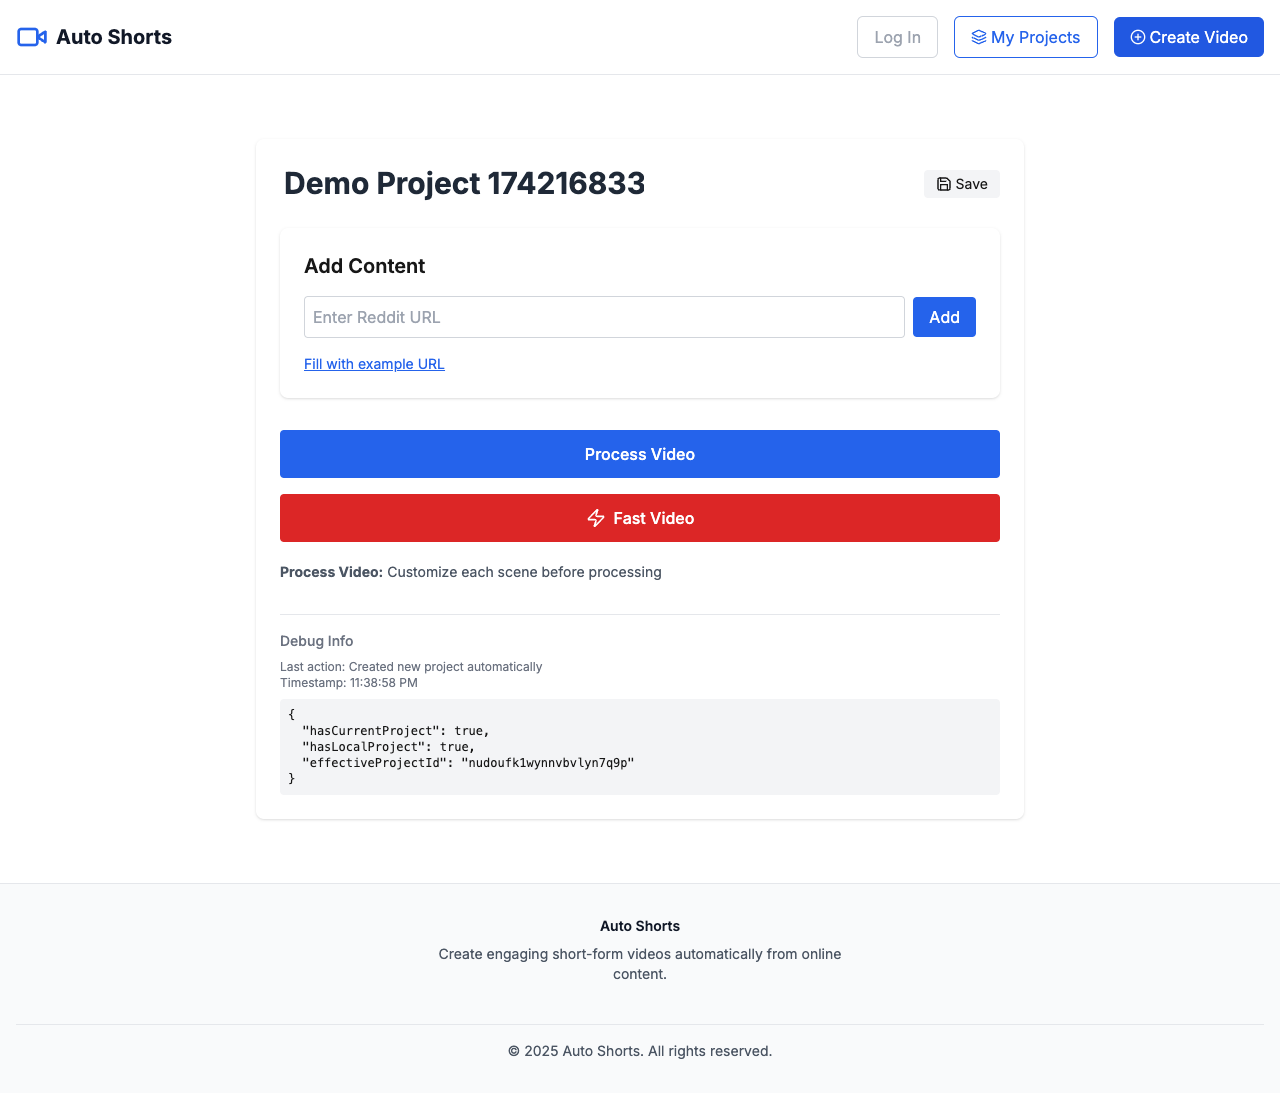 Auto Shorts
Log In
My Projects
Create Video
Demo Project 174216833
Save
Add Content
Enter Reddit URL
Add
Fill with example URL
Process Video
Fast Video
Process Video: Customize each scene before processing
Debug Info
Last action: Created new project automatically
Timestamp: 11:38:58 PM
{
  "hasCurrentProject": true,
  "hasLocalProject": true,
  "effectiveProjectId": "nudoufk1wynnvbvlyn7q9p"
}
Auto Shorts
Create engaging short-form videos automatically from online
content.
© 2025 Auto Shorts. All rights reserved.